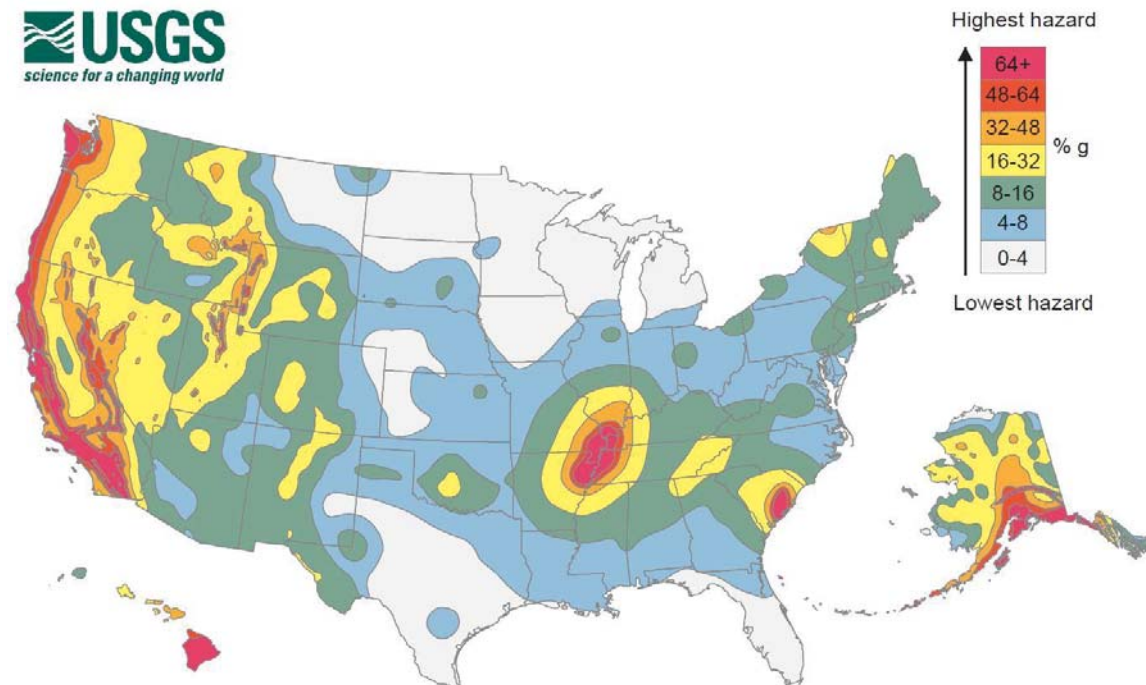 USGS
science for a changing world
Highest hazard
64+
48-64
32-48
16-32
8-16
4-8
0-4
% g
Lowest hazard